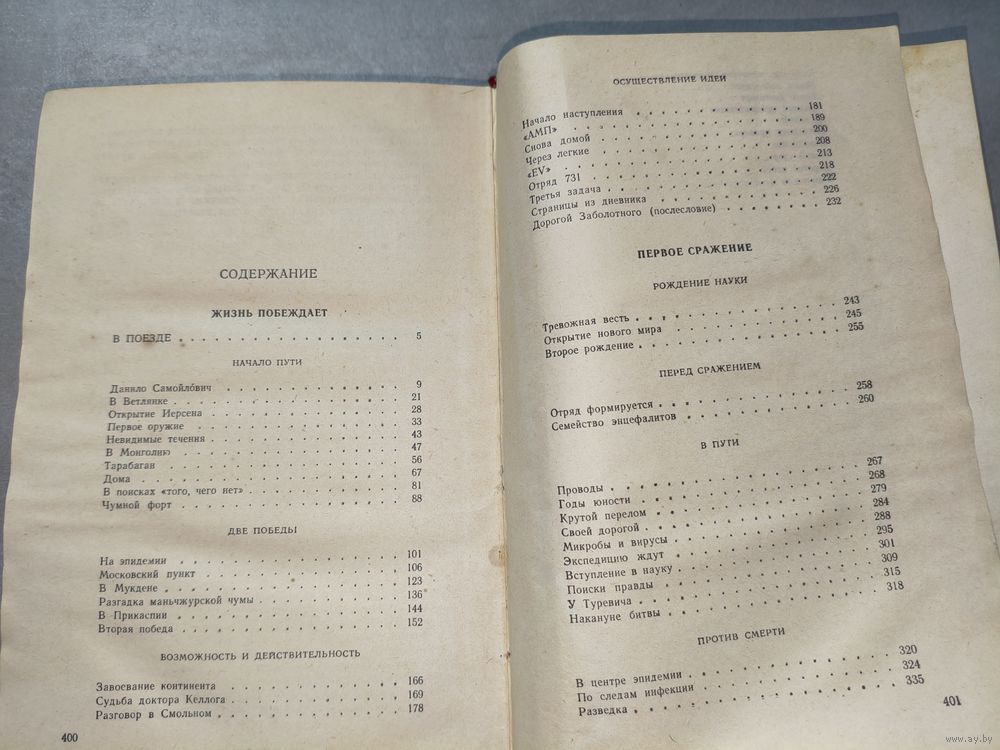 СОДЕРЖАНИЕ
ЖИЗНЬ ПОБЕЖДАЕТ
В ПОЕЗДЕ . . . . . . . . . . . . . . . . . . 5
НАЧАЛО ПУТИ
Данило Самойлóвич . . . . . . . . . . . . . 9
В Ветлянке . . . . . . . . . . . . . . . . 21
Открытие Иерсена . . . . . . . . . . . . . 28
Первое оружие . . . . . . . . . . . . . . 33
Невидимые течения . . . . . . . . . . . . . 43
В Монголию . . . . . . . . . . . . . . . . 47
Тарабаган . . . . . . . . . . . . . . . . 56
Дома . . . . . . . . . . . . . . . . . . 67
В поисках «того, чего нет» . . . . . . . . . . 81
Чумной форт . . . . . . . . . . . . . . . 88
ДВЕ ПОБЕДЫ
На эпидемии . . . . . . . . . . . . . . . 101
Московский пункт . . . . . . . . . . . . . 106
В Мукдене . . . . . . . . . . . . . . . . 123
Разгадка маньчжурской чумы . . . . . . . . . 136
В Прикаспии . . . . . . . . . . . . . . . 144
Вторая победа . . . . . . . . . . . . . . 152
ВОЗМОЖНОСТЬ И ДЕЙСТВИТЕЛЬНОСТЬ
Завоевание континента . . . . . . . . . . . 166
Судьба доктора Келлога . . . . . . . . . . . 169
Разговор в Смольном . . . . . . . . . . . . 178
400
ОСУЩЕСТВЛЕНИЕ ИДЕИ
Начало наступления . . . . . . . . . . . . 181
«АМП» . . . . . . . . . . . . . . . . . 189
Снова домой . . . . . . . . . . . . . . . 200
Через легкие . . . . . . . . . . . . . . . 208
«EV» . . . . . . . . . . . . . . . . . . 213
Отряд 731 . . . . . . . . . . . . . . . . 218
Третья задача . . . . . . . . . . . . . . 222
Страницы из дневника . . . . . . . . . . . 226
Дорогой Заболотного (послесловие) . . . . . . . 232
ПЕРВОЕ СРАЖЕНИЕ
РОЖДЕНИЕ НАУКИ
Тревожная весть . . . . . . . . . . . . . . 243
Открытие нового мира . . . . . . . . . . . 245
Второе рождение . . . . . . . . . . . . . . 255
ПЕРЕД СРАЖЕНИЕМ
Отряд формируется . . . . . . . . . . . . . 258
Семейство энцефалитов . . . . . . . . . . . 260
В ПУТИ
Проводы . . . . . . . . . . . . . . . . . 267
Годы юности . . . . . . . . . . . . . . . 268
Крутой перелом . . . . . . . . . . . . . . 279
Своей дорогой . . . . . . . . . . . . . . 284
Микробы и вирусы . . . . . . . . . . . . . 288
Экспедицию ждут . . . . . . . . . . . . . . 295
Вступление в науку . . . . . . . . . . . . . 301
Поиски правды . . . . . . . . . . . . . . 309
У Туревича . . . . . . . . . . . . . . . . 315
Накануне битвы . . . . . . . . . . . . . . 318
ПРОТИВ СМЕРТИ
В центре эпидемии . . . . . . . . . . . . . 320
По следам инфекции . . . . . . . . . . . . 324
Разведка . . . . . . . . . . . . . . . . . 335
401
www.ay.by